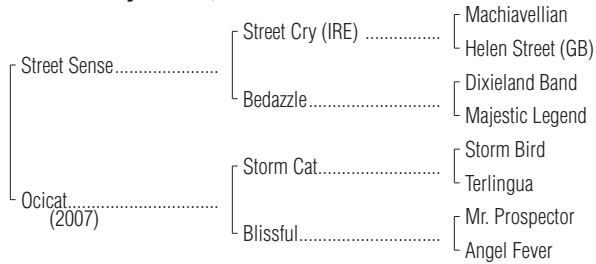 Machiavellian
Street Cry (IRE) ................
Helen Street (GB)
Street Sense......................
Dixieland Band
Bedazzle............................
Majestic Legend
Storm Bird
Storm Cat..........................
Terlingua
Ocicat..........................
(2007)
Mr. Prospector
Blissful..............................
Angel Fever